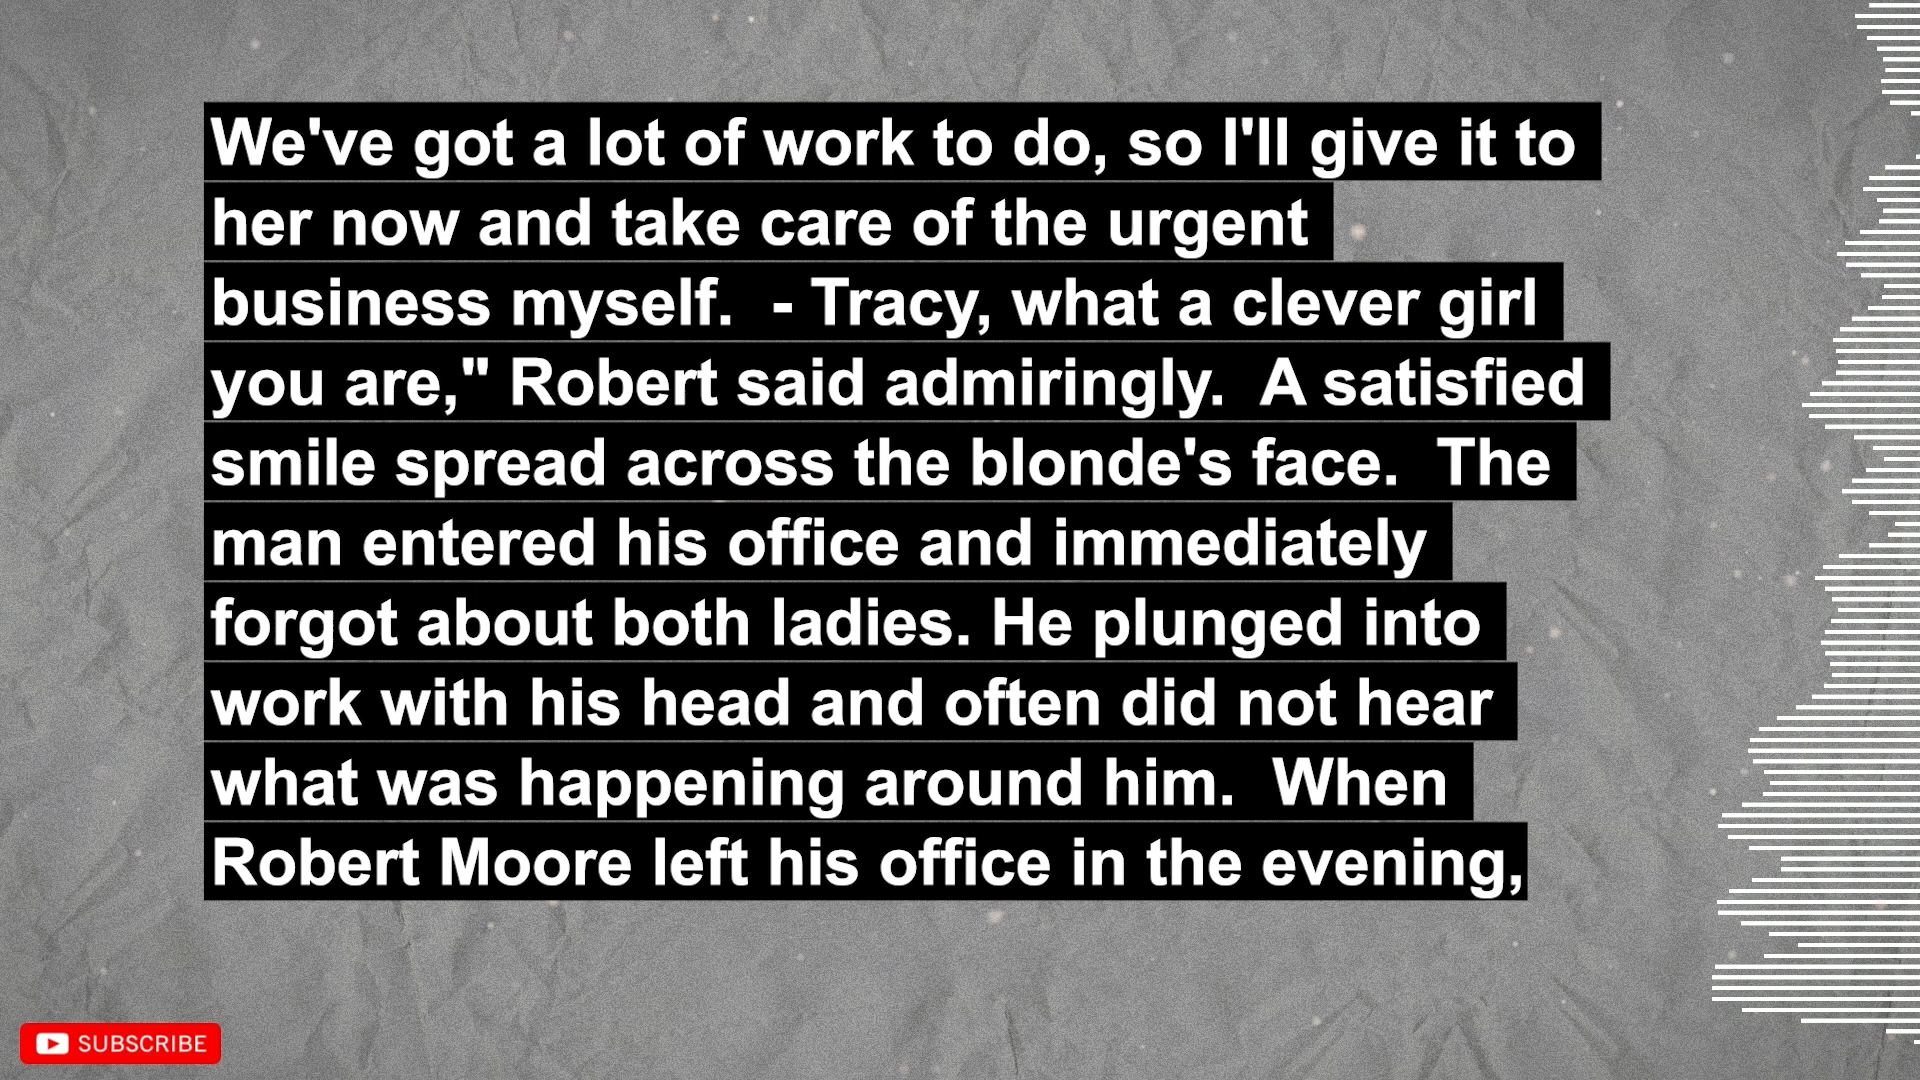 We've got a lot of work to do, so I'll give it to
her now and take care of the urgent
business myself.  - Tracy, what a clever girl
you are," Robert said admiringly.  A satisfied
smile spread across the blonde's face.  The
man entered his office and immediately
forgot about both ladies. He plunged into
work with his head and often did not hear
what was happening around him.  When
Robert Moore left his office in the evening,
SUBSCRIBE